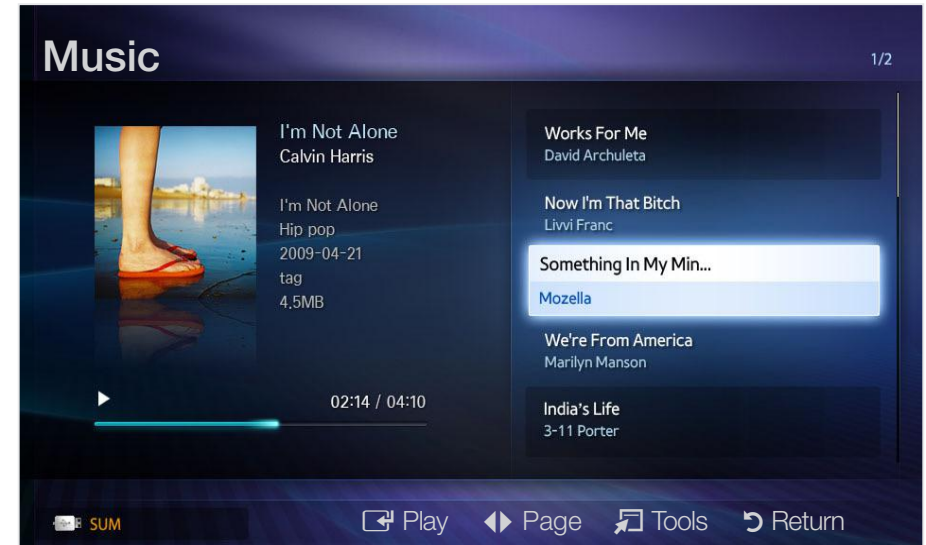 Music
1/2
I'm Not Alone
Calvin Harris
I'm Not Alone
Hip pop
2009-04-21
tag
4.5MB
02:14 / 04:10
Works For Me
David Archuleta
Now I'm That Bitch
Livvi Franc
Something In My Min...
Mozella
We're From America
Marilyn Manson
India's Life
3-11 Porter
SUM
Play Page Tools Return